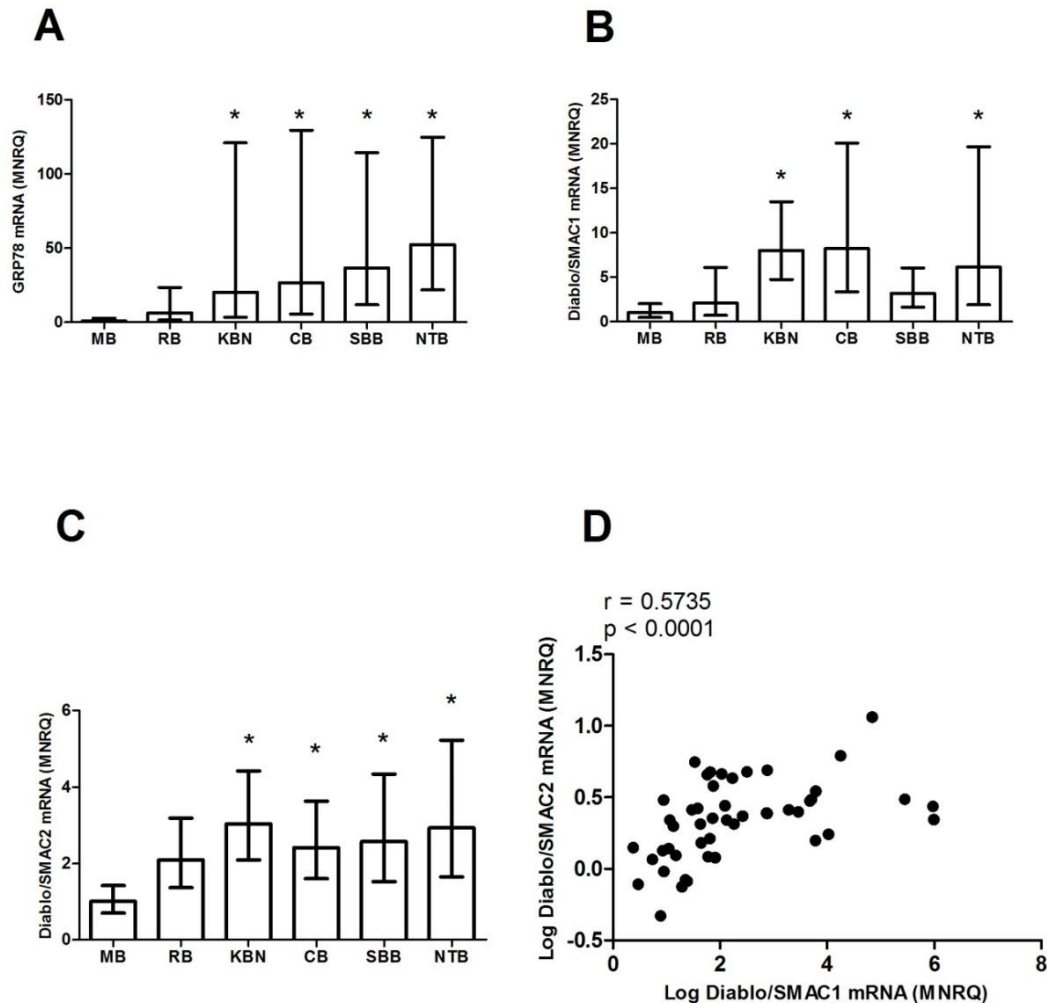 A
GRP78 mRNA (MNRQ)
150
100
50
0
* * * *
MB RB KBN CB SBB NTB
B
Diablo/SMAC1 mRNA (MNRQ)
25
20
15
10
5
0
* * *
MB RB KBN CB SBB NTB
C
Diablo/SMAC2 mRNA (MNRQ)
6
4
2
0
* * * *
MB RB KBN CB SBB NTB
D
r = 0.5735
p < 0.0001
Log Diablo/SMAC2 mRNA (MNRQ)
1.5
1.0
0.5
0.0
-0.5
0 2 4 6 8
Log Diablo/SMAC1 mRNA (MNRQ)